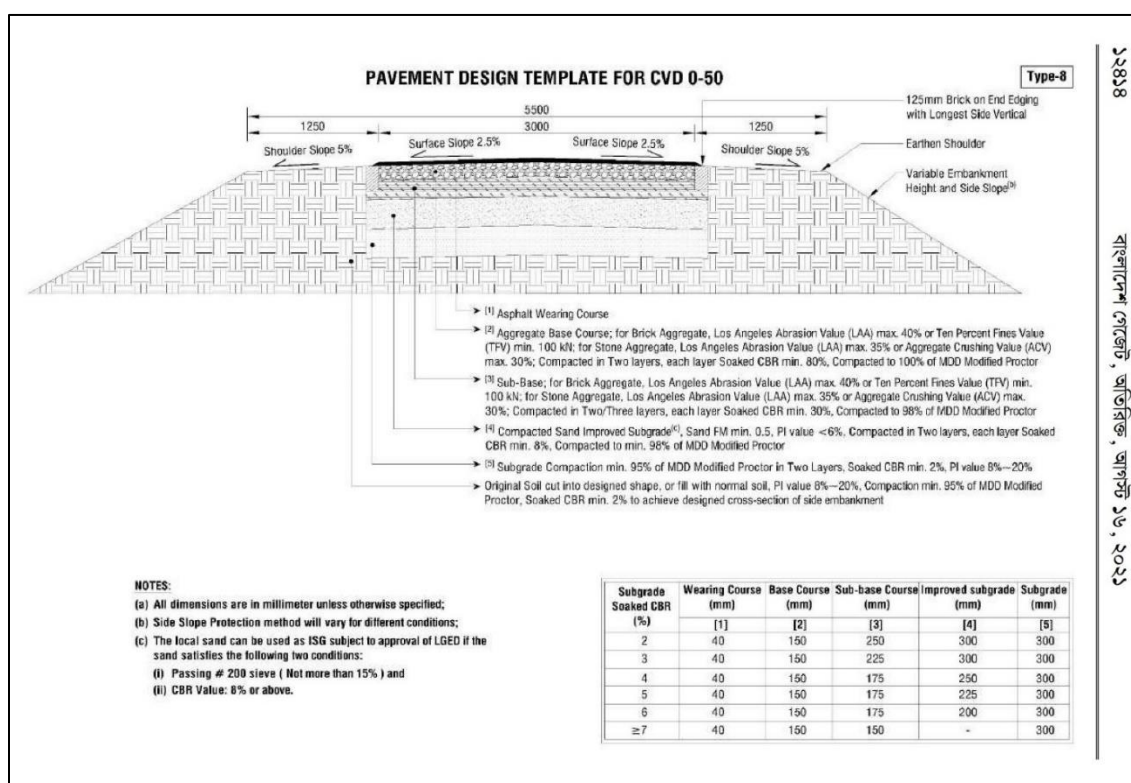 PAVEMENT DESIGN TEMPLATE FOR CVD 0-50
Type-8
5500
1250
3000
1250
Shoulder Slope 5%
Surface Slope 2.5%
Surface Slope 2.5%
Shoulder Slope 5%
125mm Brick on End Edging
with Longest Side Vertical
Earthen Shoulder
Variable Embankment
Height and Side Slope[b]
[1] Asphalt Wearing Course
[2] Aggregate Base Course; for Brick Aggregate, Los Angeles Abrasion Value (LAA) max. 40% or Ten Percent Fines Value
(TFV) min. 100 kN; for Stone Aggregate, Los Angeles Abrasion Value (LAA) max. 35% or Aggregate Crushing Value (ACV)
max. 30%; Compacted in Two layers, each layer Soaked CBR min. 80%, Compacted to 100% of MDD Modified Proctor
[3] Sub-Base; for Brick Aggregate, Los Angeles Abrasion Value (LAA) max. 40% or Ten Percent Fines Value (TFV) min.
100 kN; for Stone Aggregate, Los Angeles Abrasion Value (LAA) max. 35% or Aggregate Crushing Value (ACV) max.
30%; Compacted in Two/Three layers, each layer Soaked CBR min. 30%, Compacted to 98% of MDD Modified Proctor
[4] Compacted Sand Improved Subgrade[c], Sand FM min. 0.5, PI value <6%, Compacted in Two layers, each layer Soaked
CBR min. 8%, Compacted to min. 98% of MDD Modified Proctor
[5] Subgrade Compaction min. 95% of MDD Modified Proctor in Two Layers, Soaked CBR min. 2%, PI value 8%~20%
Original Soil cut into designed shape, or fill with normal soil, PI value 8%~20%, Compaction min. 95% of MDD Modified
Proctor, Soaked CBR min. 2% to achieve designed cross-section of side embankment
NOTES:
(a) All dimensions are in millimeter unless otherwise specified;
(b) Side Slope Protection method will vary for different conditions;
(c) The local sand can be used as ISG subject to approval of LGED if the
sand satisfies the following two conditions:
(i) Passing # 200 sieve ( Not more than 15% ) and
(ii) CBR Value: 8% or above.
Subgrade Soaked CBR (%) Wearing Course (mm) Base Course (mm) Sub-base Course (mm) Improved subgrade (mm) Subgrade (mm)
[1] [2] [3] [4] [5]
2 40 150 250 300 300
3 40 150 225 300 300
4 40 150 175 250 300
5 40 150 175 225 300
6 40 150 175 200 300
≥7 40 150 150 - 300
১২৪১৪
বাংলাদেশ গেজেট, অতিরিক্ত, আগস্ট ১৬, ২০২১